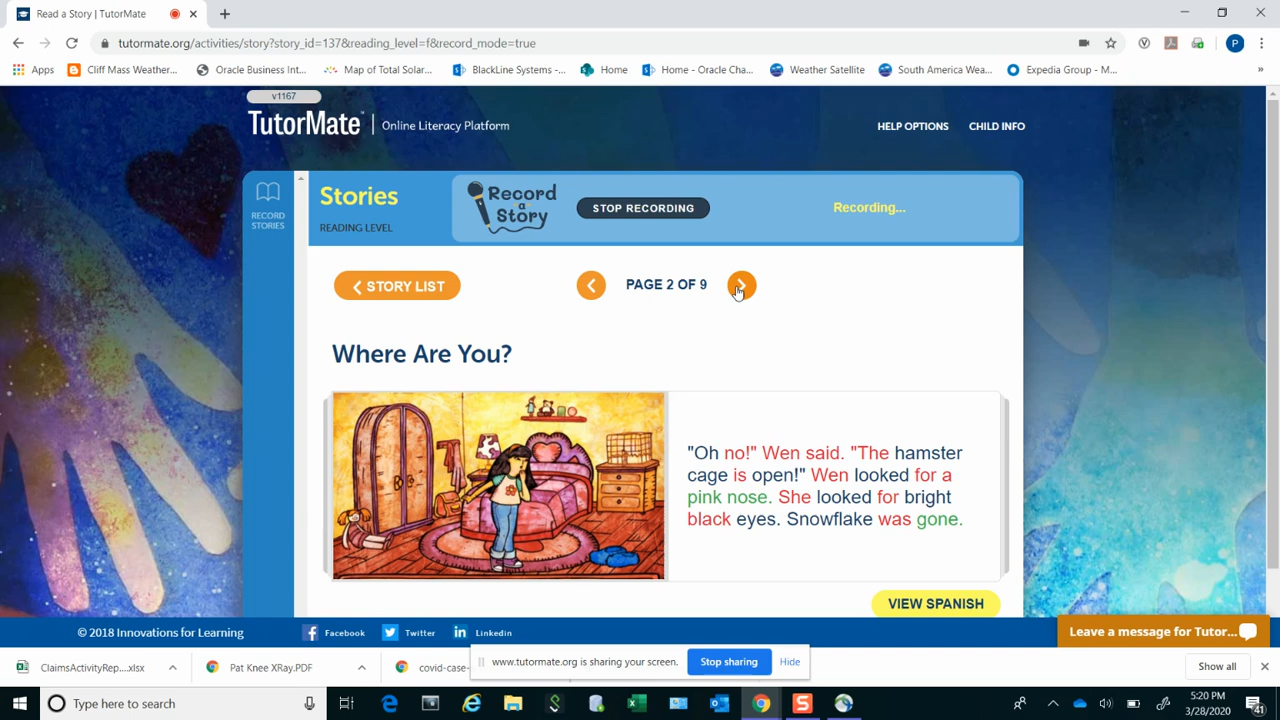 Read a Story | TutorMate
tutormate.org/activities/story?story_id=137&reading_level=f&record_mode=true
P
Apps
Cliff Mass Weather...
Oracle Business Int...
Map of Total Solar...
BlackLine Systems -...
Home
Home - Oracle Cha...
Weather Satellite
South America Wea...
Expedia Group - M...
»
v1167
TutorMate | Online Literacy Platform
HELP OPTIONS
CHILD INFO
RECORD
STORIES
Stories
READING LEVEL
Record
a
Story
STOP RECORDING
Recording...
STORY LIST
PAGE 2 OF 9
Where Are You?
"Oh no!" Wen said. "The hamster
cage is open!" Wen looked for a
pink nose. She looked for bright
black eyes. Snowflake was gone.
VIEW SPANISH
© 2018 Innovations for Learning
Facebook
Twitter
Linkedin
Leave a message for Tutor...
ClaimsActivityRep....xlsx
Pat Knee XRay.PDF
covid-case-
www.tutormate.org is sharing your screen.
Stop sharing
Hide
Show all
Type here to search
5:20 PM
3/28/2020
41